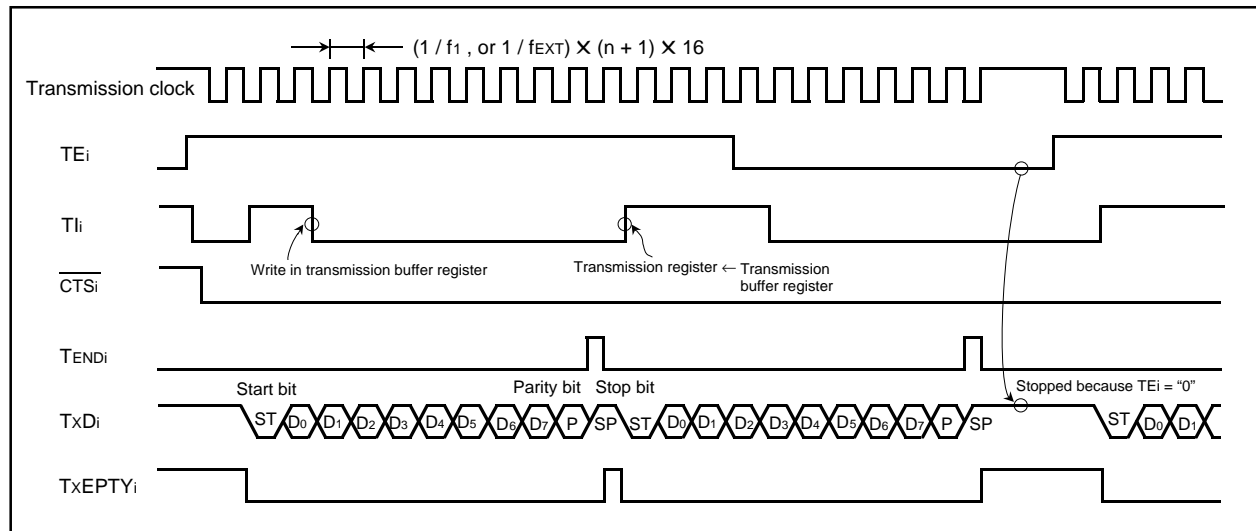 (1 / f1 , or 1 / fEXT) X (n + 1) X 16
Transmission clock
TEi
TIi
Write in transmission buffer register
Transmission register ← Transmission
buffer register
CTSi
TENDi
Start bit
Parity bit
Stop bit
Stopped because TEi = “0”
TXDi
ST D0 D1 D2 D3 D4 D5 D6 D7 P SP ST D0 D1 D2 D3 D4 D5 D6 D7 P SP ST D0 D1
TXEPTYi